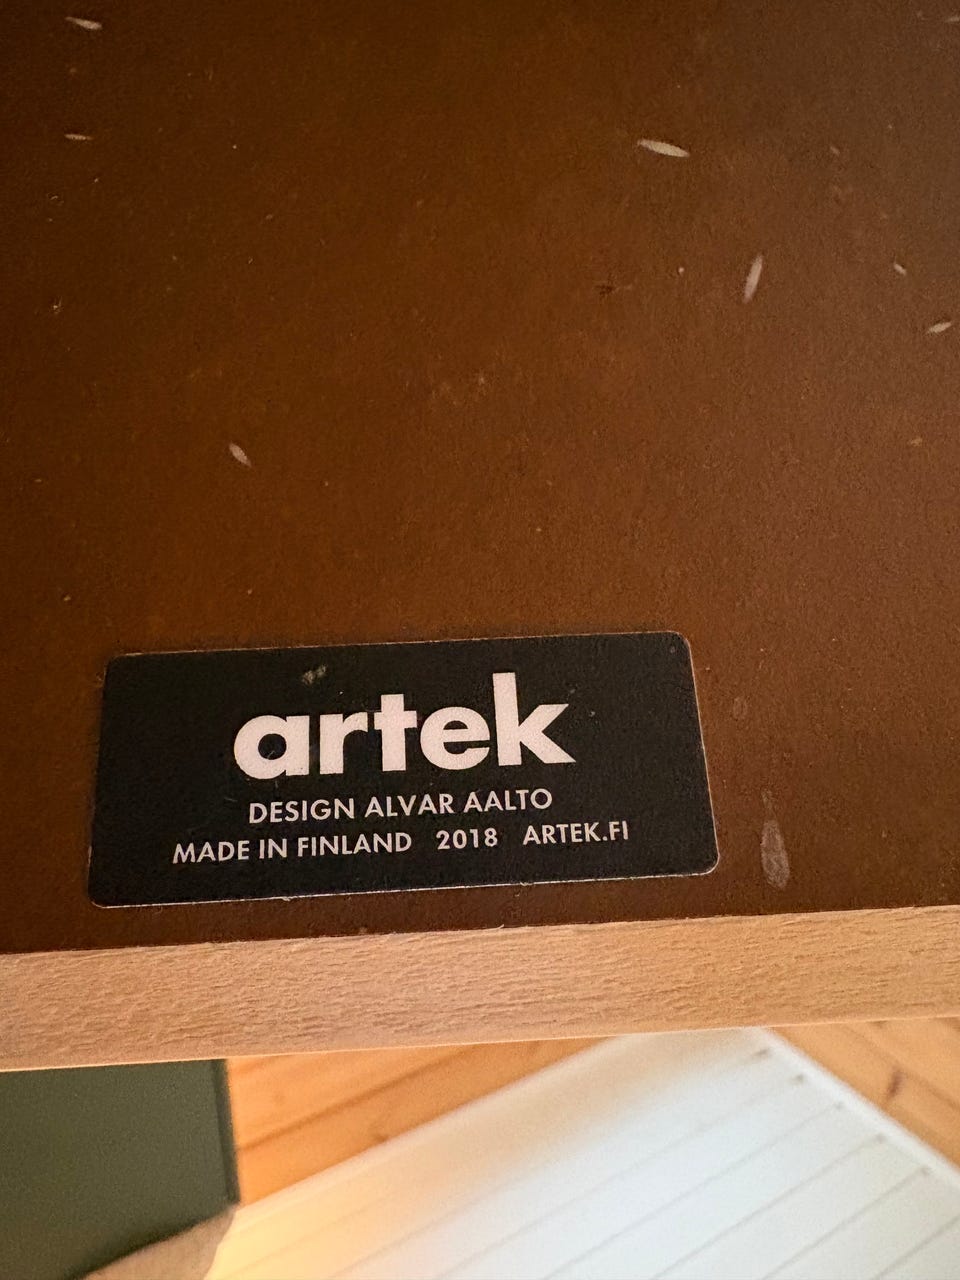 artek
DESIGN ALVAR AALTO
MADE IN FINLAND 2018 ARTEK.FI